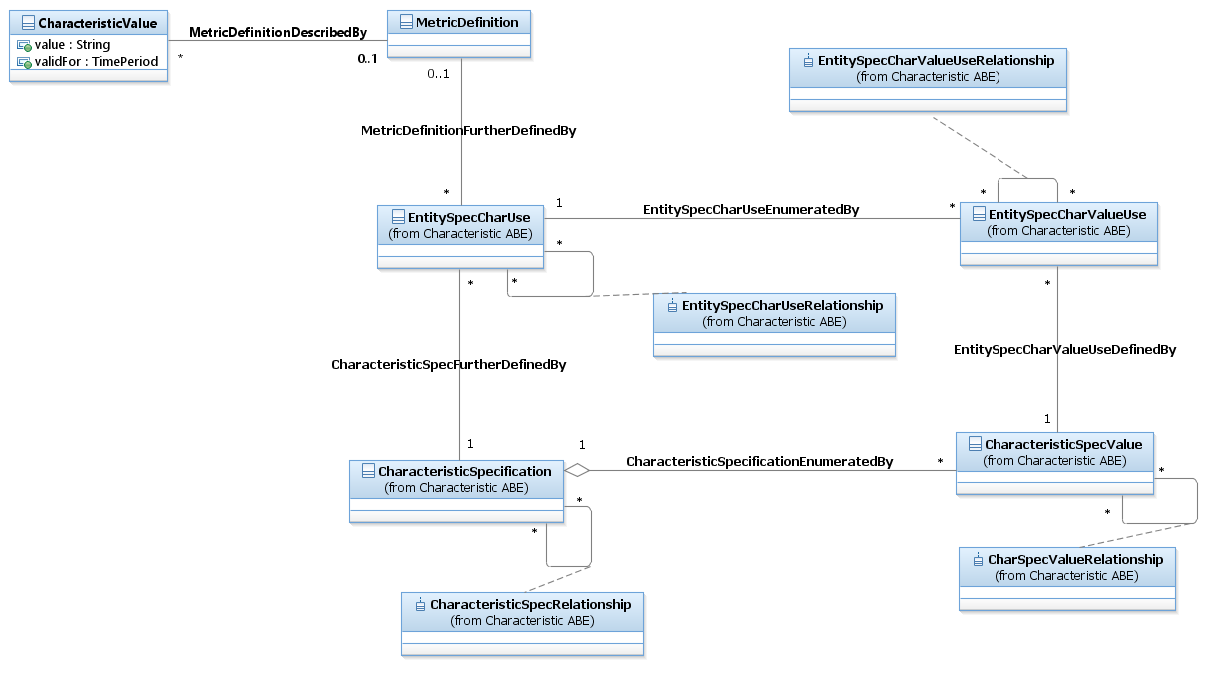 CharacteristicValue
value : String
validFor : TimePeriod
MetricDefinitionDescribedBy
*
0..1
MetricDefinition
0..1
MetricDefinitionFurtherDefinedBy
*
EntitySpecCharValueUseRelationship
(from Characteristic ABE)
*
*
EntitySpecCharUse
(from Characteristic ABE)
1
EntitySpecCharUseEnumeratedBy
*
EntitySpecCharValueUse
(from Characteristic ABE)
*
*
*
*
EntitySpecCharUseRelationship
(from Characteristic ABE)
CharacteristicSpecFurtherDefinedBy
EntitySpecCharValueUseDefinedBy
1
1
1
CharacteristicSpecification
(from Characteristic ABE)
CharacteristicSpecificationEnumeratedBy
*
CharacteristicSpecValue
(from Characteristic ABE)
*
*
*
*
CharSpecValueRelationship
(from Characteristic ABE)
CharacteristicSpecRelationship
(from Characteristic ABE)